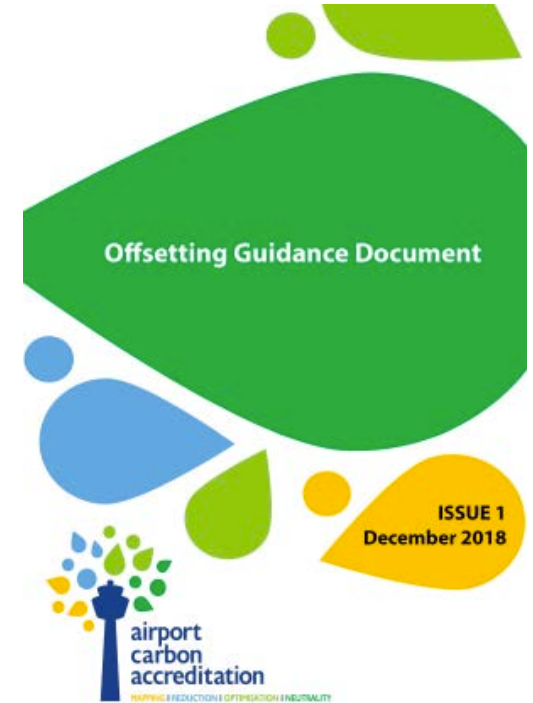 Offsetting Guidance Document
ISSUE 1
December 2018
airport
carbon
accreditation
MAPPING I REDUCTION I OPTIMISATION I NEUTRALITY